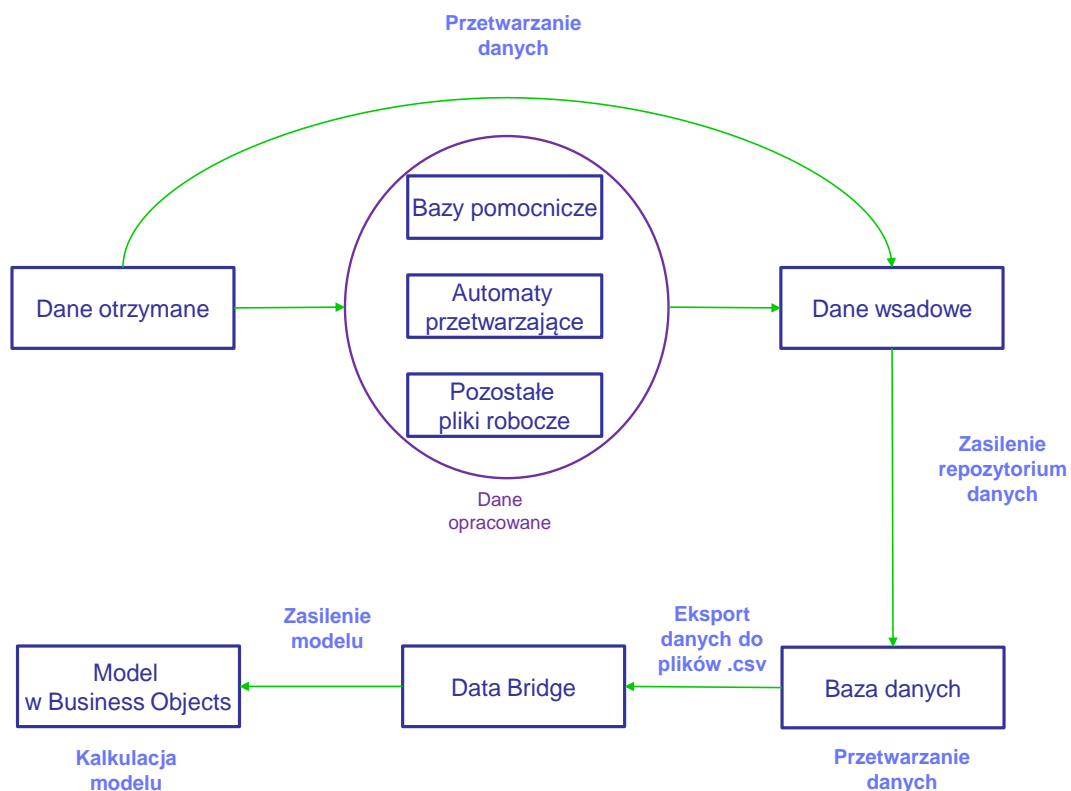 Przetwarzanie
danych
Bazy pomocnicze
Dane otrzymane
Automaty
przetwarzające
Dane wsadowe
Pozostałe
pliki robocze
Dane
opracowane
Zasilenie
repozytorium
danych
Zasilenie
modelu
Eksport
danych do
plików .csv
Model
w Business Objects
Data Bridge
Baza danych
Kalkulacja
modelu
Przetwarzanie
danych